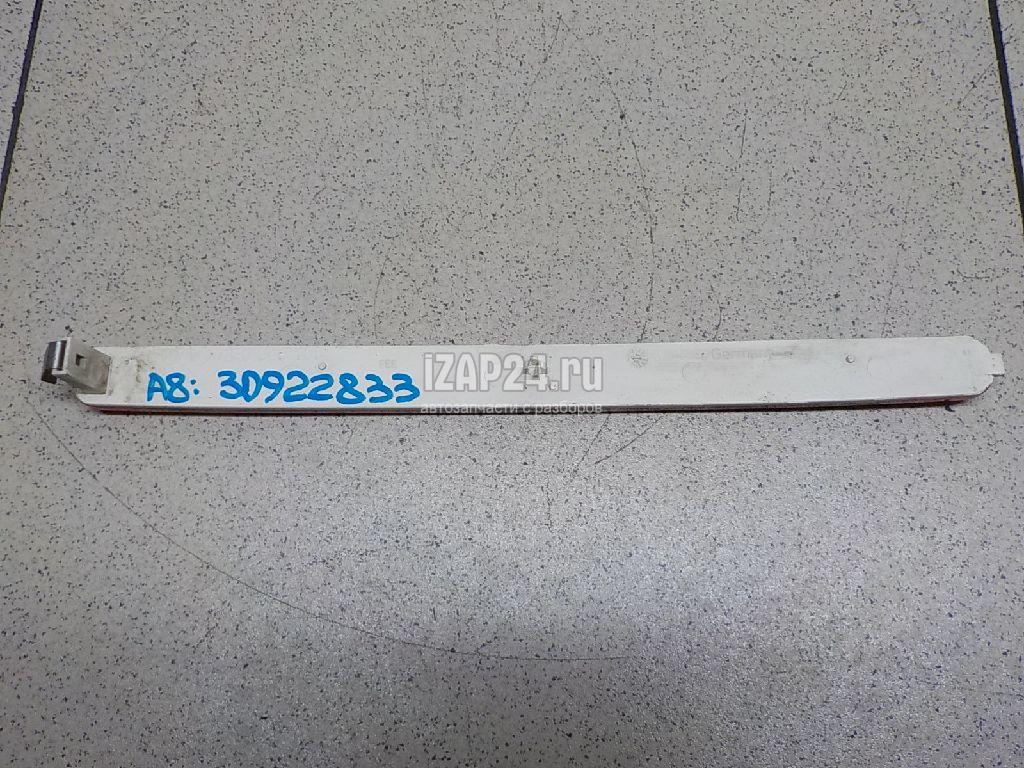 A8: 30922833
iZAP24.ru
автозапчасти с разборов